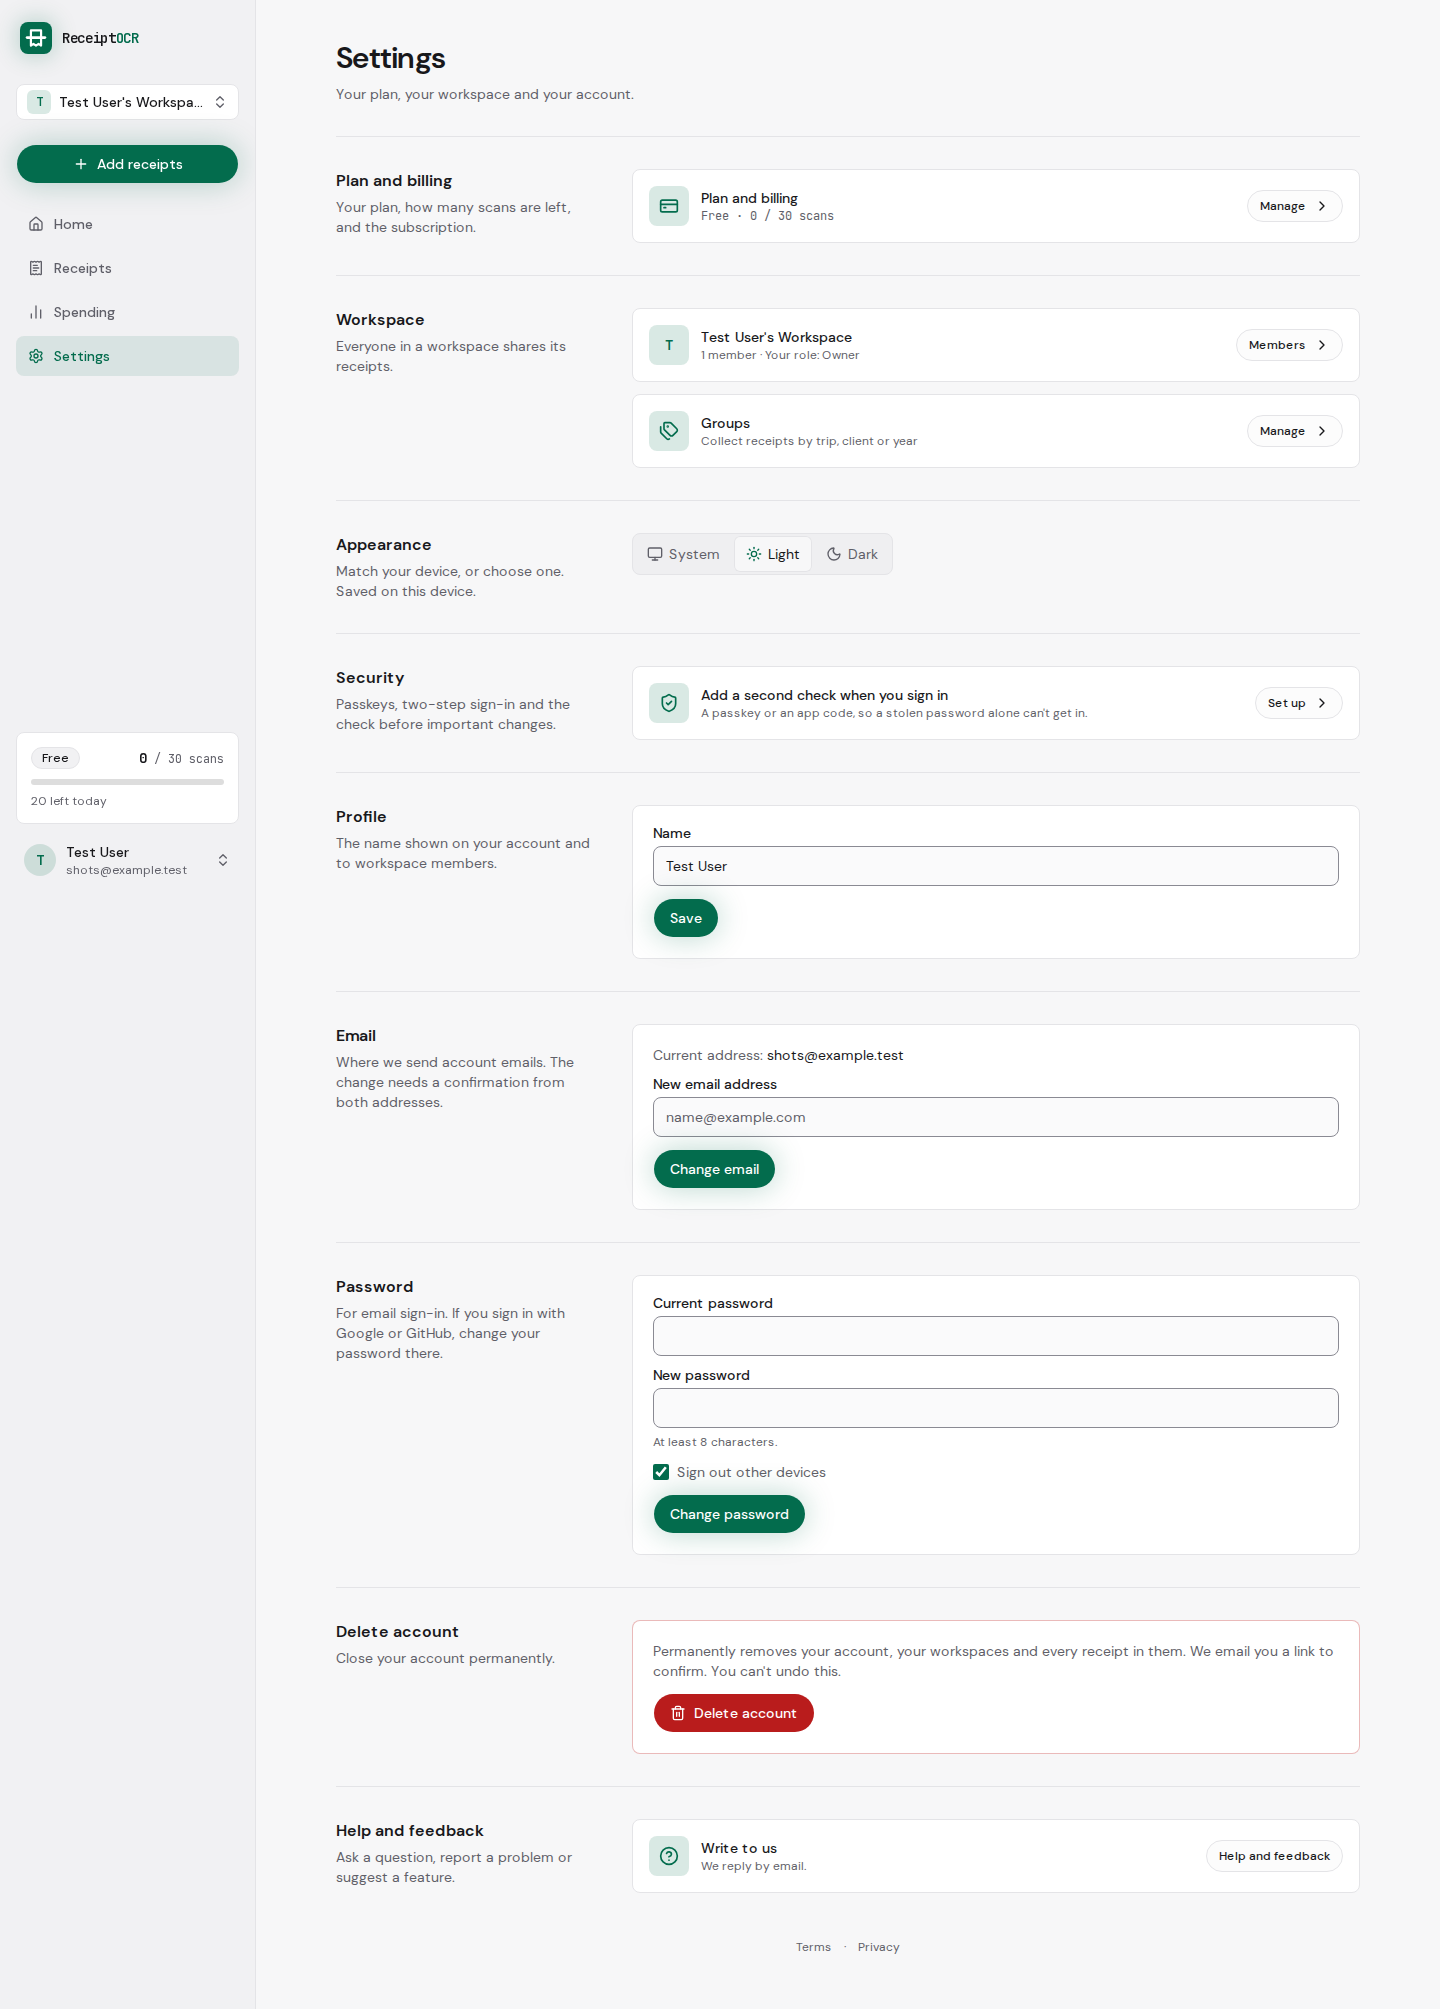 ReceiptOCR
T Test User's Workspa...
Add receipts
Home
Receipts
Spending
Settings
Free 0 / 30 scans
20 left today
T Test User
shots@example.test
Settings
Your plan, your workspace and your account.
Plan and billing
Your plan, how many scans are left,
and the subscription.
Plan and billing
Free · 0 / 30 scans
Manage
Workspace
Everyone in a workspace shares its
receipts.
T Test User's Workspace
1 member · Your role: Owner
Members
Groups
Collect receipts by trip, client or year
Manage
Appearance
Match your device, or choose one.
Saved on this device.
System Light Dark
Security
Passkeys, two-step sign-in and the
check before important changes.
Add a second check when you sign in
A passkey or an app code, so a stolen password alone can't get in.
Set up
Profile
The name shown on your account and
to workspace members.
Name
Test User
Save
Email
Where we send account emails. The
change needs a confirmation from
both addresses.
Current address: shots@example.test
New email address
name@example.com
Change email
Password
For email sign-in. If you sign in with
Google or GitHub, change your
password there.
Current password
New password
At least 8 characters.
Sign out other devices
Change password
Delete account
Close your account permanently.
Permanently removes your account, your workspaces and every receipt in them. We email you a link to
confirm. You can't undo this.
Delete account
Help and feedback
Ask a question, report a problem or
suggest a feature.
Write to us
We reply by email.
Help and feedback
Terms · Privacy